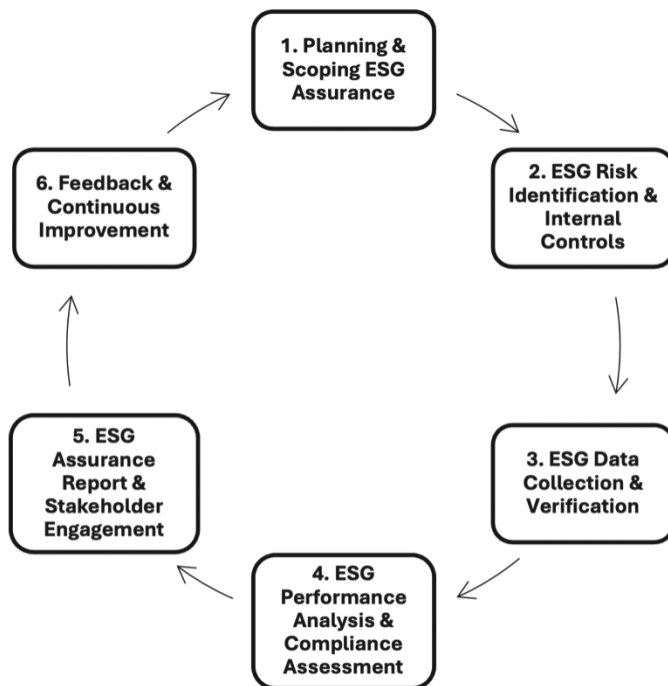 1. Planning &
Scoping ESG
Assurance
2. ESG Risk
Identification &
Internal
Controls
3. ESG Data
Collection &
Verification
4. ESG
Performance
Analysis &
Compliance
Assessment
5. ESG
Assurance
Report &
Stakeholder
Engagement
6. Feedback &
Continuous
Improvement